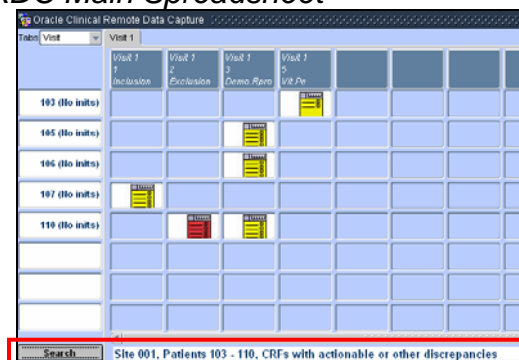 RDC Main Spreadsheet
Oracle Clinical Remote Data Capture
Tabs: Visit Visit 1
Visit 1 Visit 1 Visit 1 Visit 1
1 2 3 5
Inclusion Exclusion Demo.Rpro Vit.Pe
103 (No inits)
105 (No inits)
106 (No inits)
107 (No inits)
110 (No inits)
Search Site 001, Patients 103 - 110, CRFs with actionable or other discrepancies